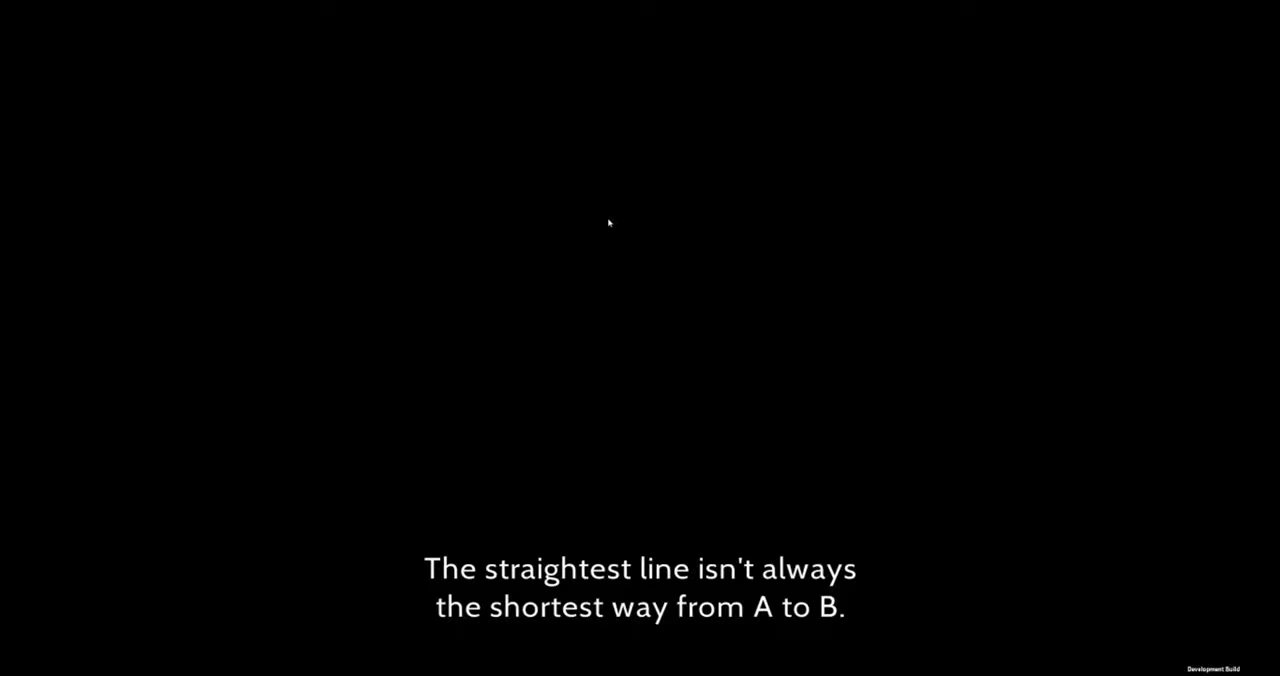 The straightest line isn't always
the shortest way from A to B.
Development Build